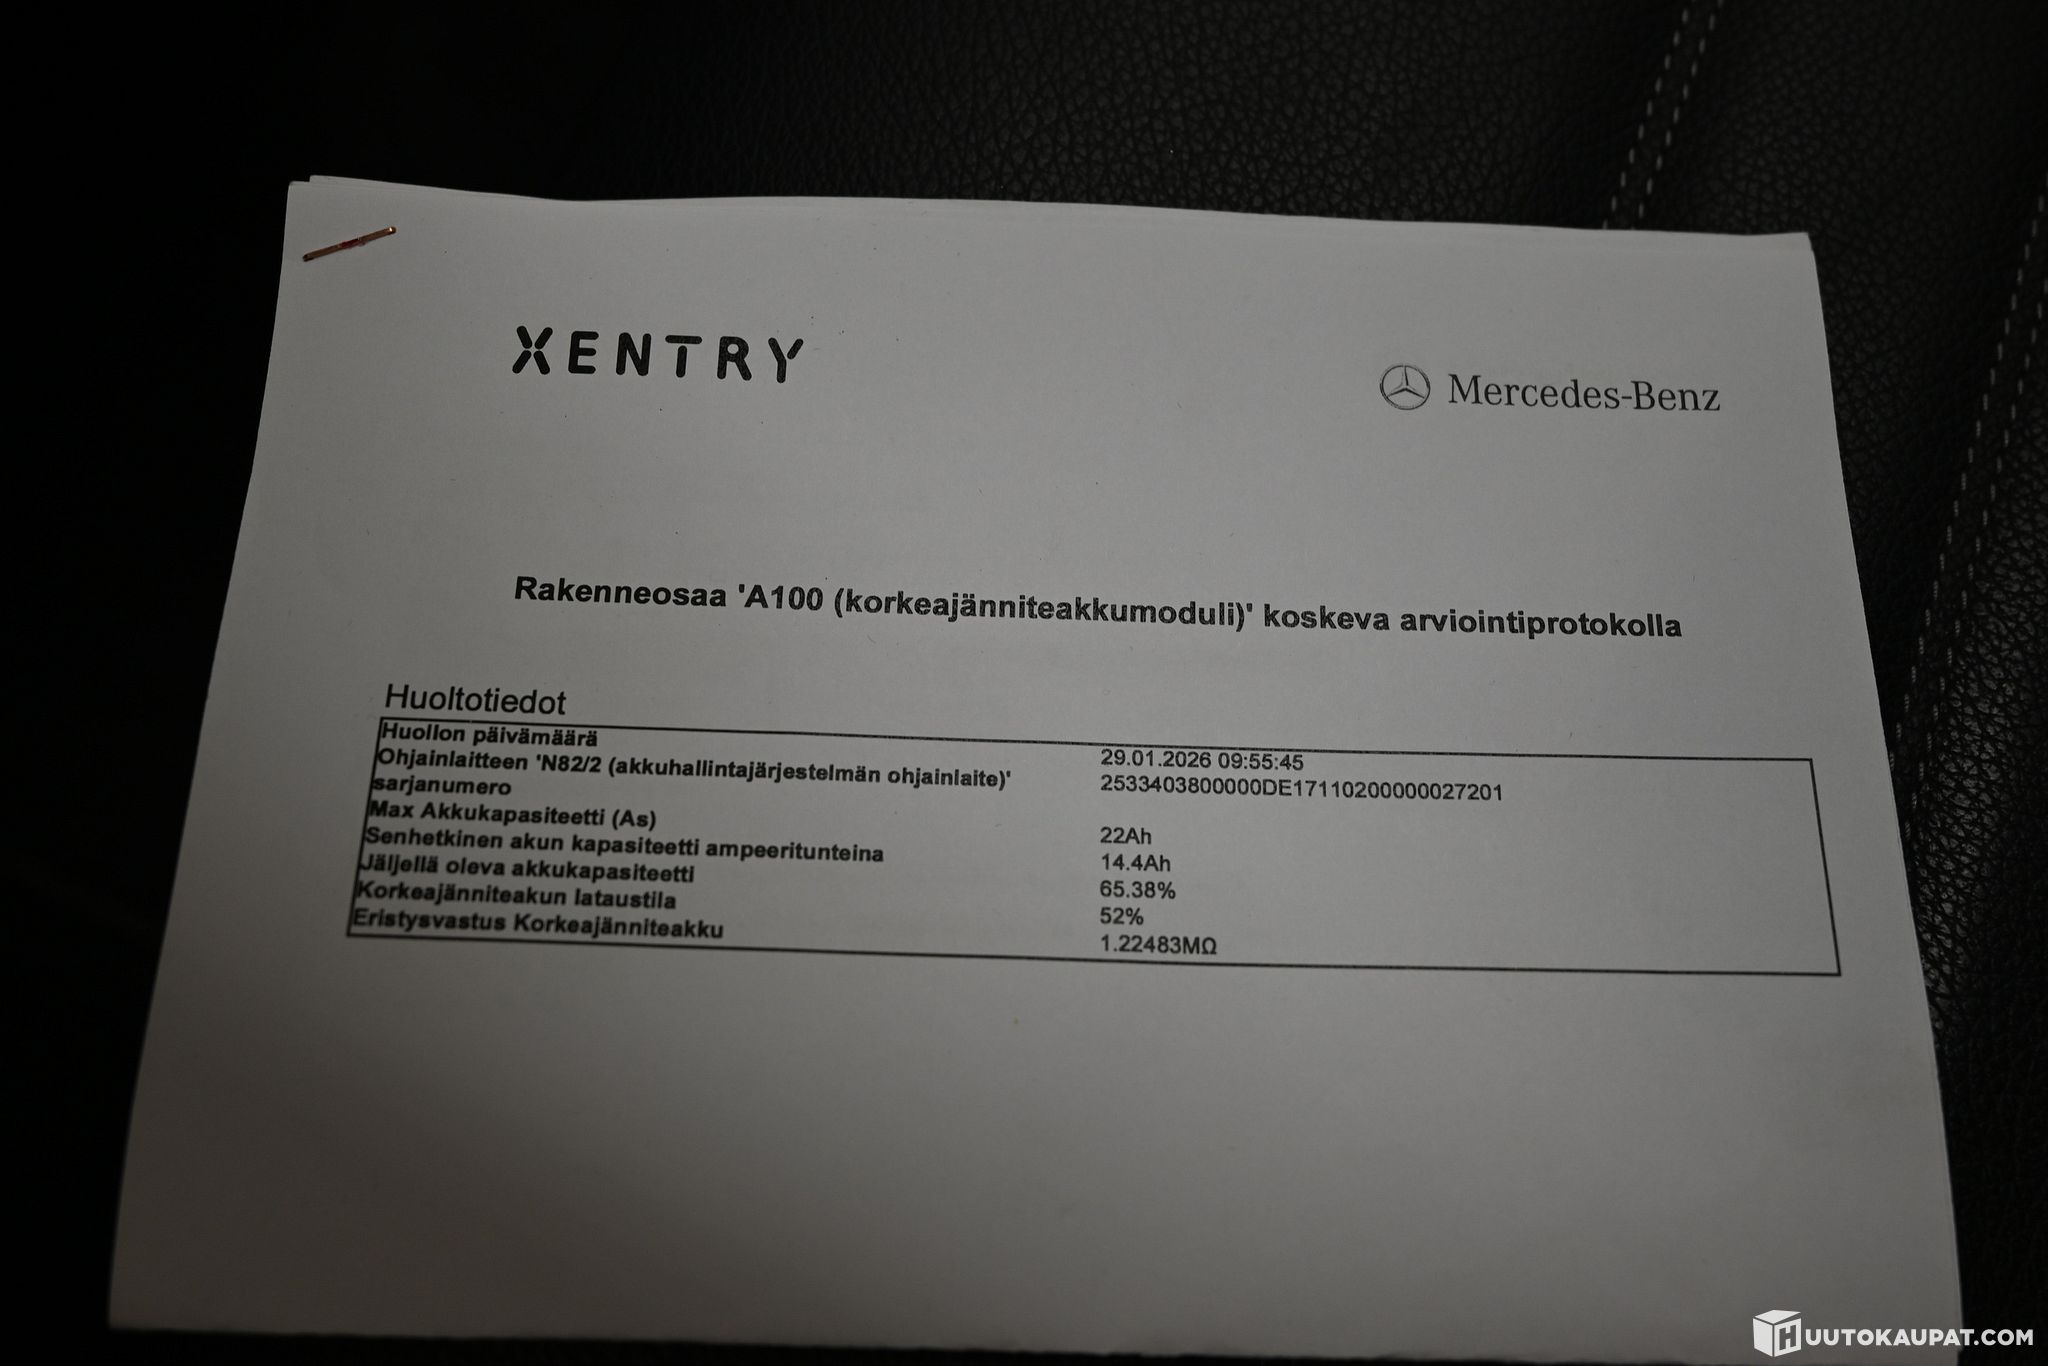 XENTRY
Mercedes-Benz
Rakenneosaa 'A100 (korkeajänniteakkumoduli)' koskeva arviointiprotokolla
Huoltotiedot
Huollon päivämäärä 29.01.2026 09:55:45
Ohjainlaitteen 'N82/2 (akkuhallintajärjestelmän ohjainlaite)' 2533403800000DE17110200000027201
sarjanumero
Max Akkukapasiteetti (As) 22Ah
Senhetkinen akun kapasiteetti ampeeritunteina 14.4Ah
Jäljellä oleva akkukapasiteetti 65.38%
Korkeajänniteakun lataustila 52%
Eristysvastus Korkeajänniteakku 1.22483MΩ
HUUTOKAUPAT.COM